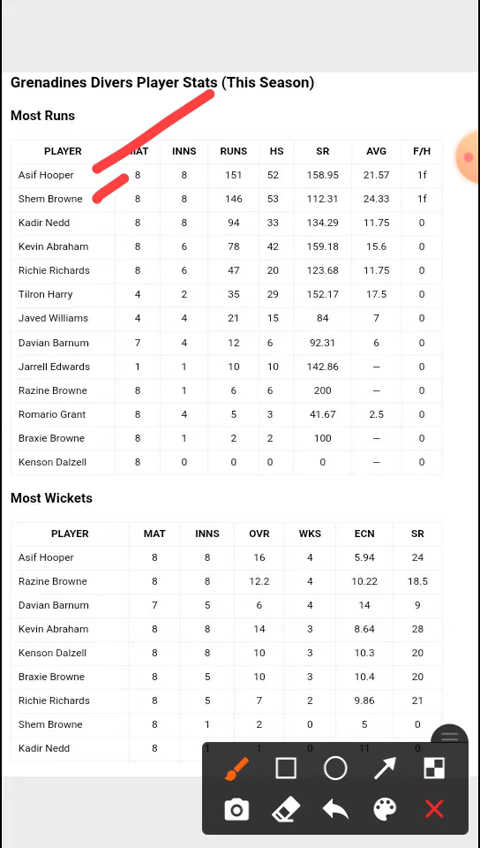 Grenadines Divers Player Stats (This Season)
Most Runs
PLAYER MAT INNS RUNS HS SR AVG F/H
Asif Hooper 8 8 151 52 158.95 21.57 1f
Shem Browne 8 8 146 53 112.31 24.33 1f
Kadir Nedd 8 8 94 33 134.29 11.75 0
Kevin Abraham 8 6 78 42 159.18 15.6 0
Richie Richards 8 6 47 20 123.68 11.75 0
Tilron Harry 4 2 35 29 152.17 17.5 0
Javed Williams 4 4 21 15 84 7 0
Davian Barnum 7 4 12 6 92.31 6 0
Jarrell Edwards 1 1 10 10 142.86 — 0
Razine Browne 8 1 6 6 200 — 0
Romario Grant 8 4 5 3 41.67 2.5 0
Braxie Browne 8 1 2 2 100 — 0
Kenson Dalzell 8 0 0 0 0 — 0
Most Wickets
PLAYER MAT INNS OVR WKS ECN SR
Asif Hooper 8 8 16 4 5.94 24
Razine Browne 8 8 12.2 4 10.22 18.5
Davian Barnum 7 5 6 4 14 9
Kevin Abraham 8 8 14 3 8.64 28
Kenson Dalzell 8 8 10 3 10.3 20
Braxie Browne 8 5 10 3 10.4 20
Richie Richards 8 5 7 2 9.86 21
Shem Browne 8 1 2 0 5 0
Kadir Nedd 8 1 1 0 11 0